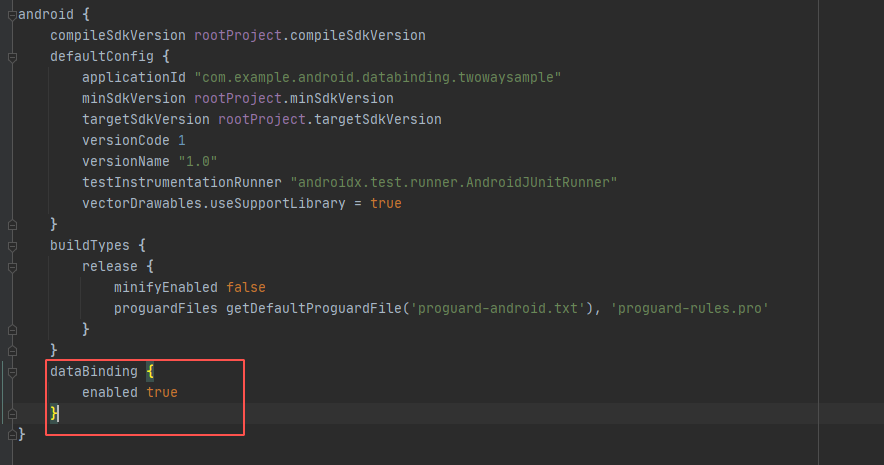 android {
    compileSdkVersion rootProject.compileSdkVersion
    defaultConfig {
        applicationId "com.example.android.databinding.twowaysample"
        minSdkVersion rootProject.minSdkVersion
        targetSdkVersion rootProject.targetSdkVersion
        versionCode 1
        versionName "1.0"
        testInstrumentationRunner "androidx.test.runner.AndroidJUnitRunner"
        vectorDrawables.useSupportLibrary = true
    }
    buildTypes {
        release {
            minifyEnabled false
            proguardFiles getDefaultProguardFile('proguard-android.txt'), 'proguard-rules.pro'
        }
    }
    dataBinding {
        enabled true
    }
}